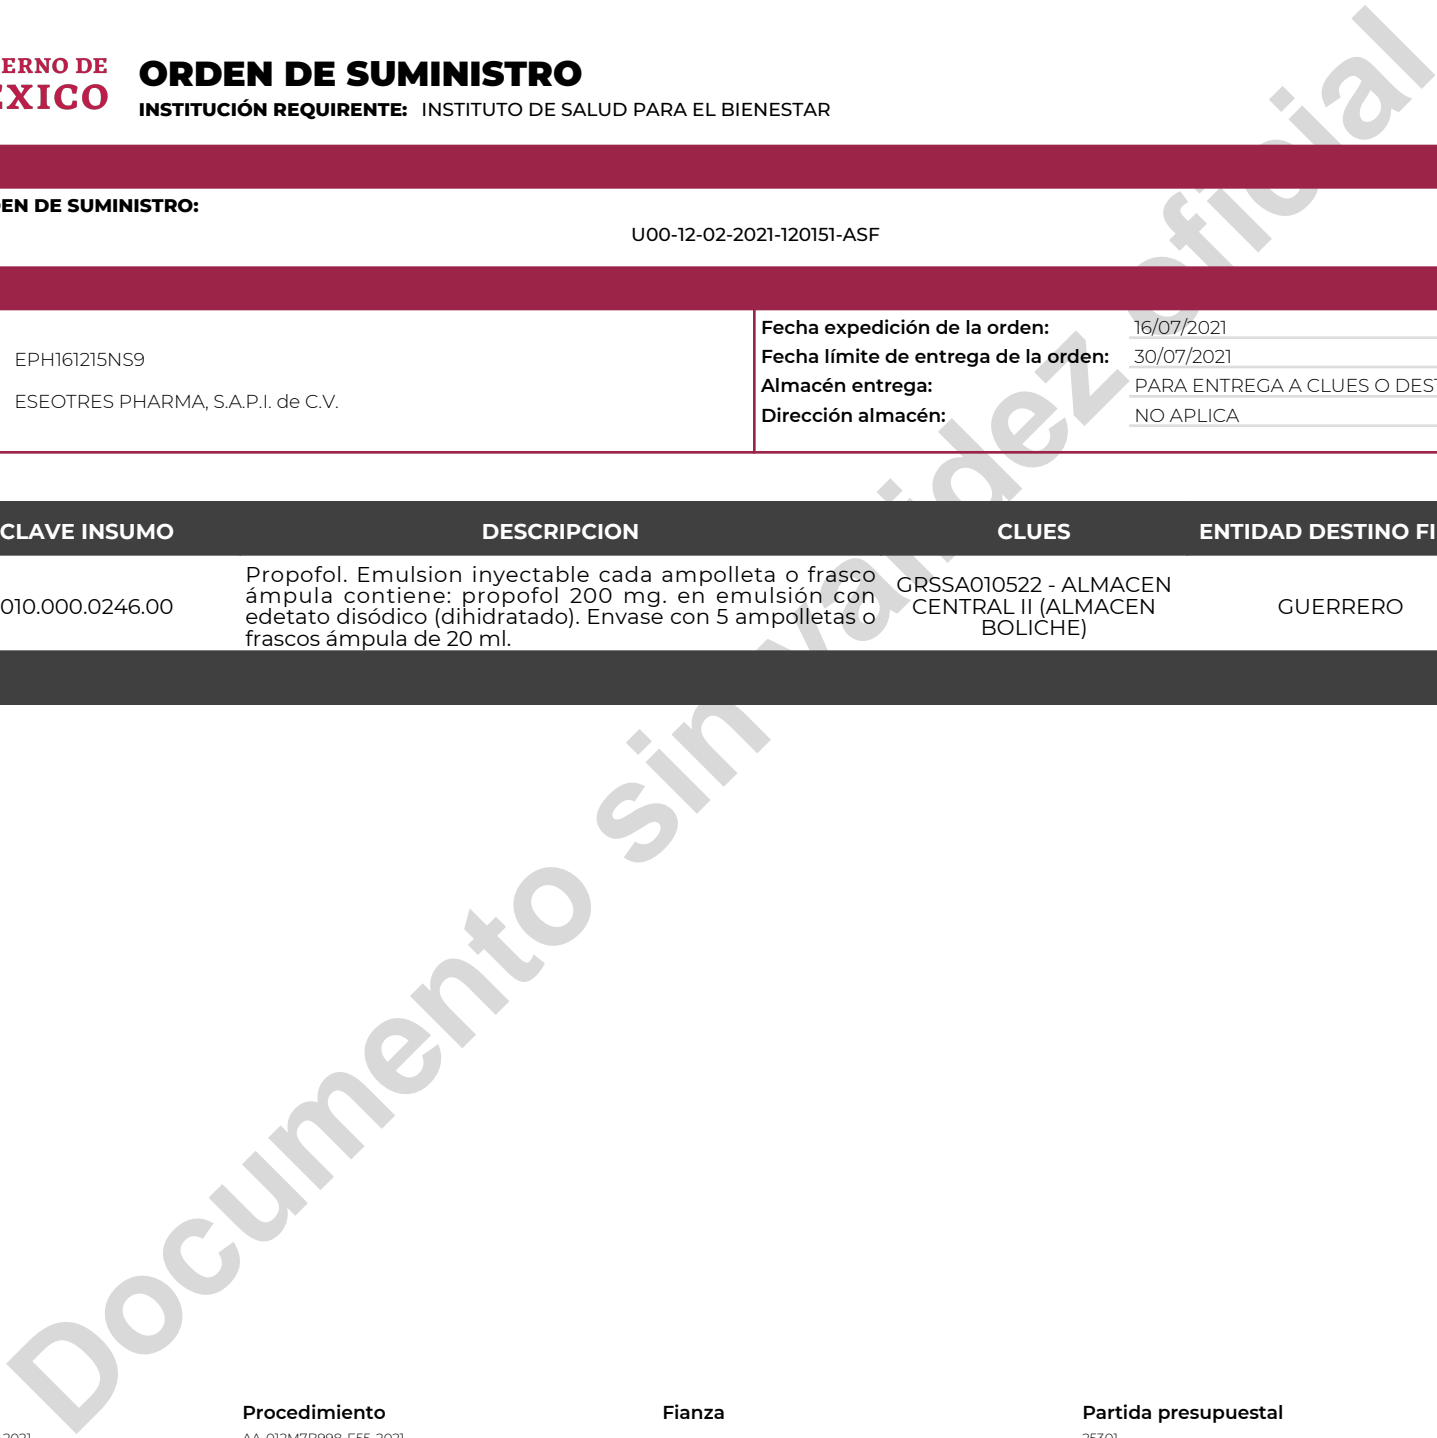 ERNO DE
EXICO
ORDEN DE SUMINISTRO
INSTITUCIÓN REQUIRENTE: INSTITUTO DE SALUD PARA EL BIENESTAR
EN DE SUMINISTRO:
U00-12-02-2021-120151-ASF
EPH161215NS9
ESEOTRES PHARMA, S.A.P.I. de C.V.
Fecha expedición de la orden: 16/07/2021
Fecha límite de entrega de la orden: 30/07/2021
Almacén entrega: PARA ENTREGA A CLUES O DEST
Dirección almacén: NO APLICA
CLAVE INSUMO DESCRIPCION CLUES ENTIDAD DESTINO FI
010.000.0246.00
Propofol. Emulsion inyectable cada ampolleta o frasco
ámpula contiene: propofol 200 mg. en emulsión con
edetato disódico (dihidratado). Envase con 5 ampolletas o
frascos ámpula de 20 ml.
GRSSA010522 - ALMACEN
CENTRAL II (ALMACEN
BOLICHE)
GUERRERO
Documento sin validez oficial
Procedimiento Fianza Partida presupuestal